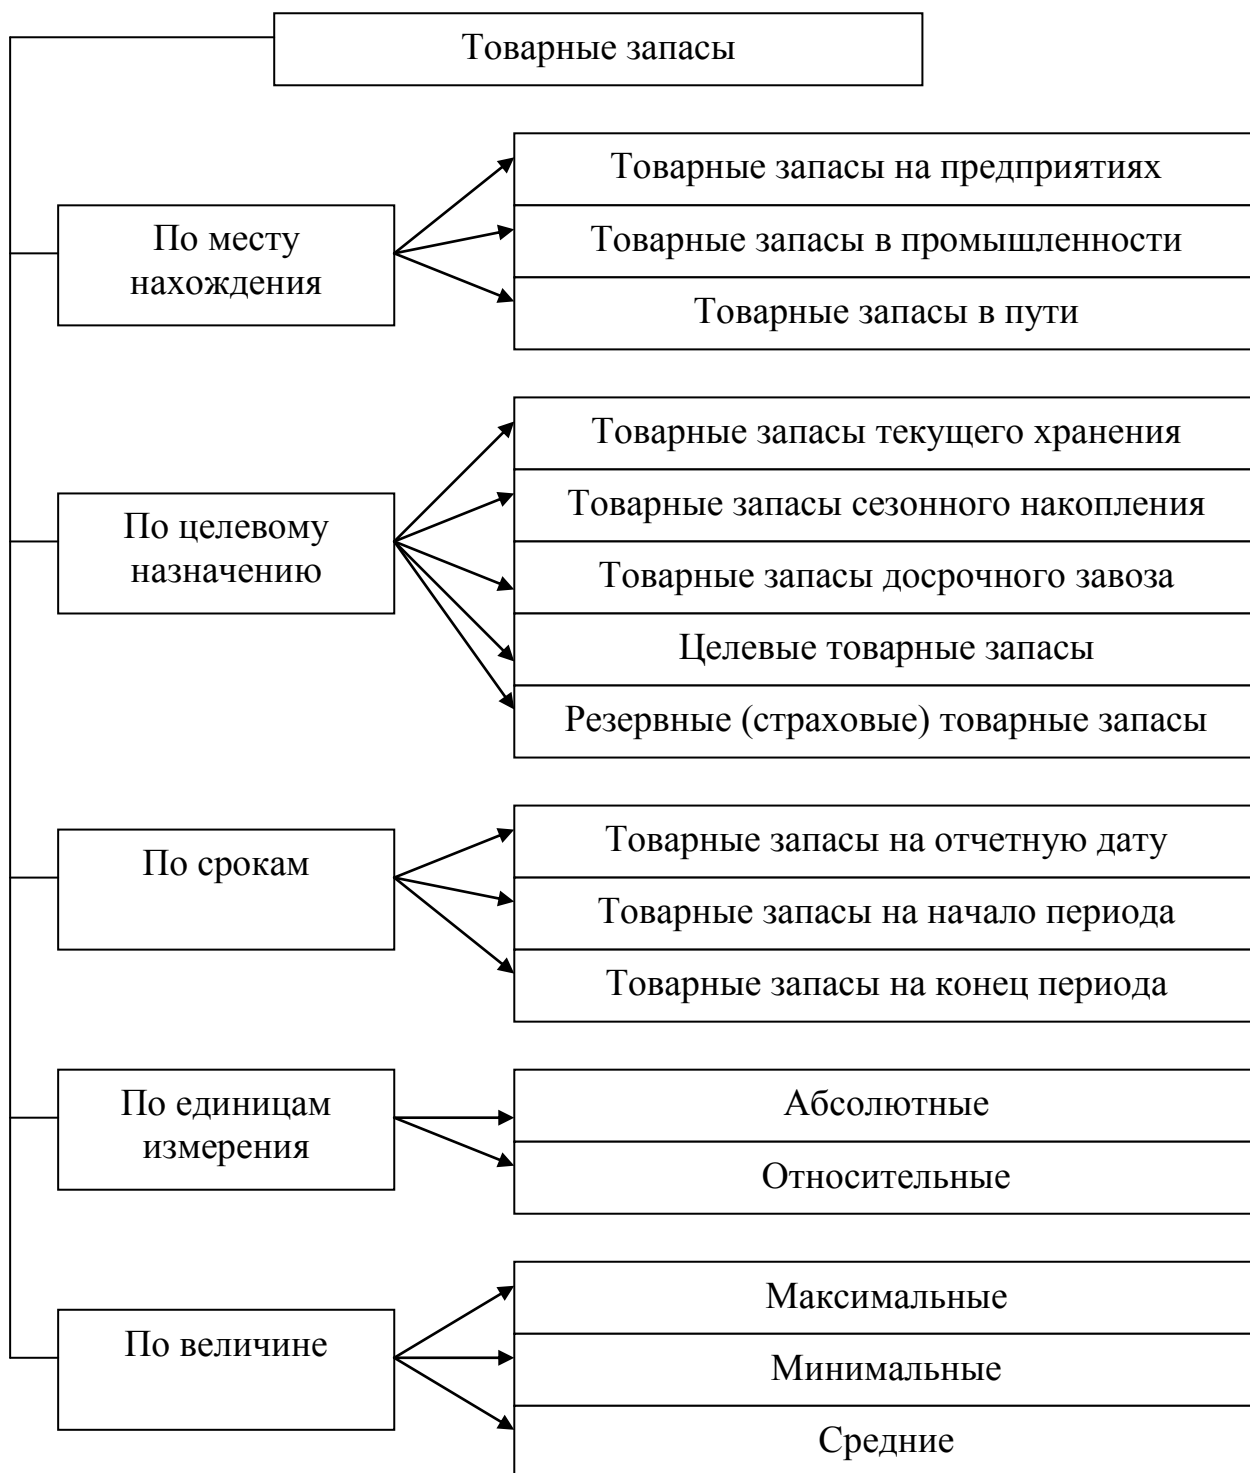 Товарные запасы
По месту
нахождения
Товарные запасы на предприятиях
Товарные запасы в промышленности
Товарные запасы в пути
По целевому
назначению
Товарные запасы текущего хранения
Товарные запасы сезонного накопления
Товарные запасы досрочного завоза
Целевые товарные запасы
Резервные (страховые) товарные запасы
По срокам
Товарные запасы на отчетную дату
Товарные запасы на начало периода
Товарные запасы на конец периода
По единицам
измерения
Абсолютные
Относительные
По величине
Максимальные
Минимальные
Средние